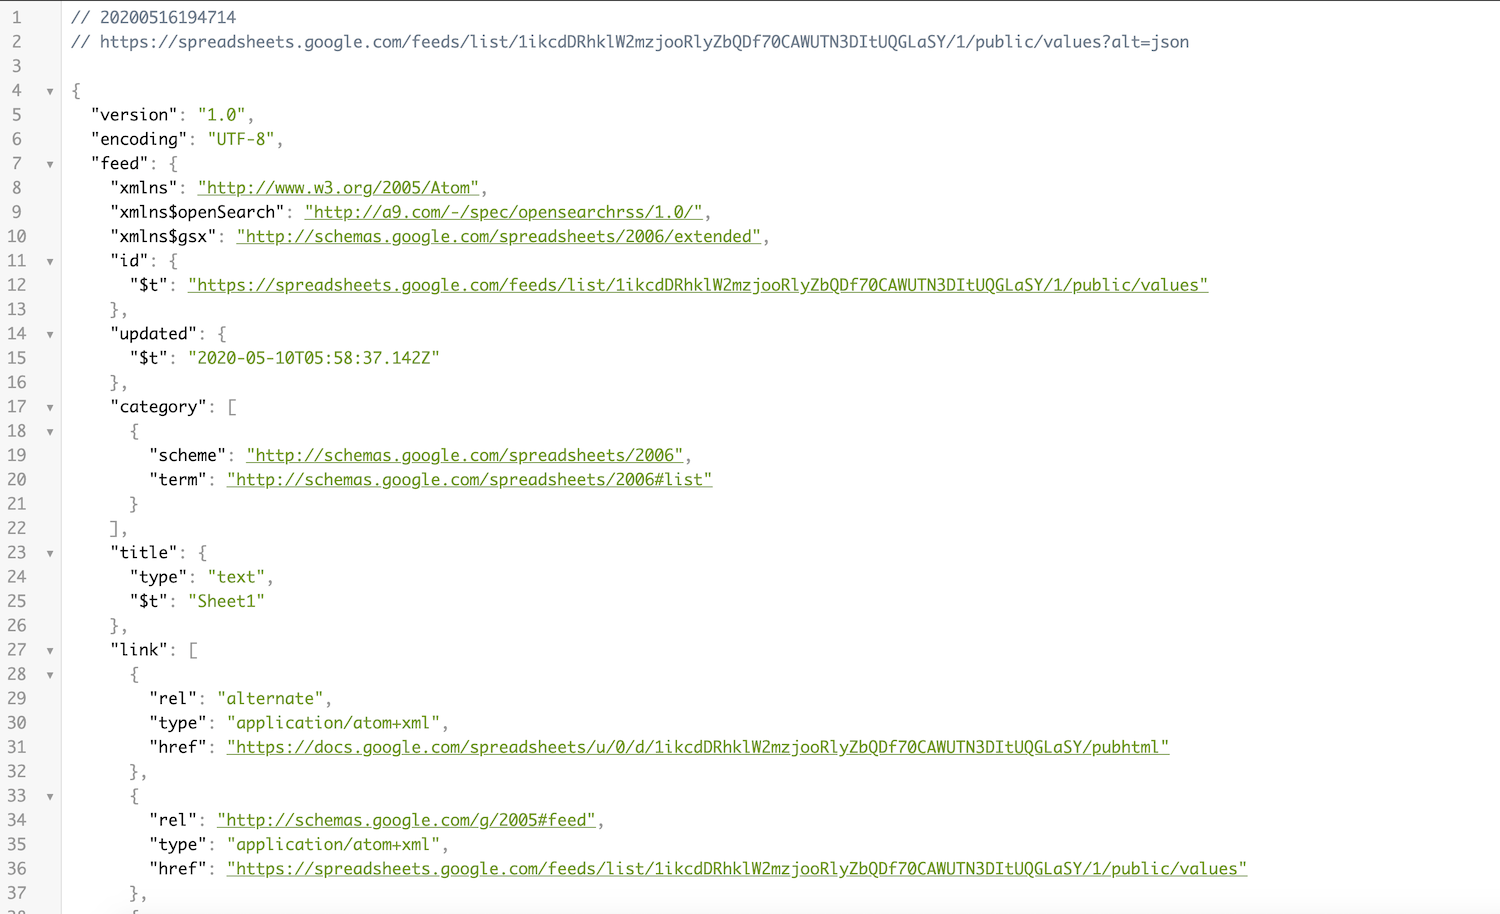 1 // 20200516194714
2 // https://spreadsheets.google.com/feeds/list/1ikcdDRhklW2mzjooRlyZbQDf70CAWUTN3DItUQGLaSY/1/public/values?alt=json
3
4 ▾ {
5 "version": "1.0",
6 "encoding": "UTF-8",
7 ▾ "feed": {
8 "xmlns": "http://www.w3.org/2005/Atom",
9 "xmlns$openSearch": "http://a9.com/-/spec/opensearchrss/1.0/",
10 "xmlns$gsx": "http://schemas.google.com/spreadsheets/2006/extended",
11 ▾ "id": {
12 "$t": "https://spreadsheets.google.com/feeds/list/1ikcdDRhklW2mzjooRlyZbQDf70CAWUTN3DItUQGLaSY/1/public/values"
13 },
14 ▾ "updated": {
15 "$t": "2020-05-10T05:58:37.142Z"
16 },
17 ▾ "category": [
18 ▾ {
19 "scheme": "http://schemas.google.com/spreadsheets/2006",
20 "term": "http://schemas.google.com/spreadsheets/2006#list"
21 }
22 ],
23 ▾ "title": {
24 "type": "text",
25 "$t": "Sheet1"
26 },
27 ▾ "link": [
28 ▾ {
29 "rel": "alternate",
30 "type": "application/atom+xml",
31 "href": "https://docs.google.com/spreadsheets/u/0/d/1ikcdDRhklW2mzjooRlyZbQDf70CAWUTN3DItUQGLaSY/pubhtml"
32 },
33 ▾ {
34 "rel": "http://schemas.google.com/g/2005#feed",
35 "type": "application/atom+xml",
36 "href": "https://spreadsheets.google.com/feeds/list/1ikcdDRhklW2mzjooRlyZbQDf70CAWUTN3DItUQGLaSY/1/public/values"
37 },